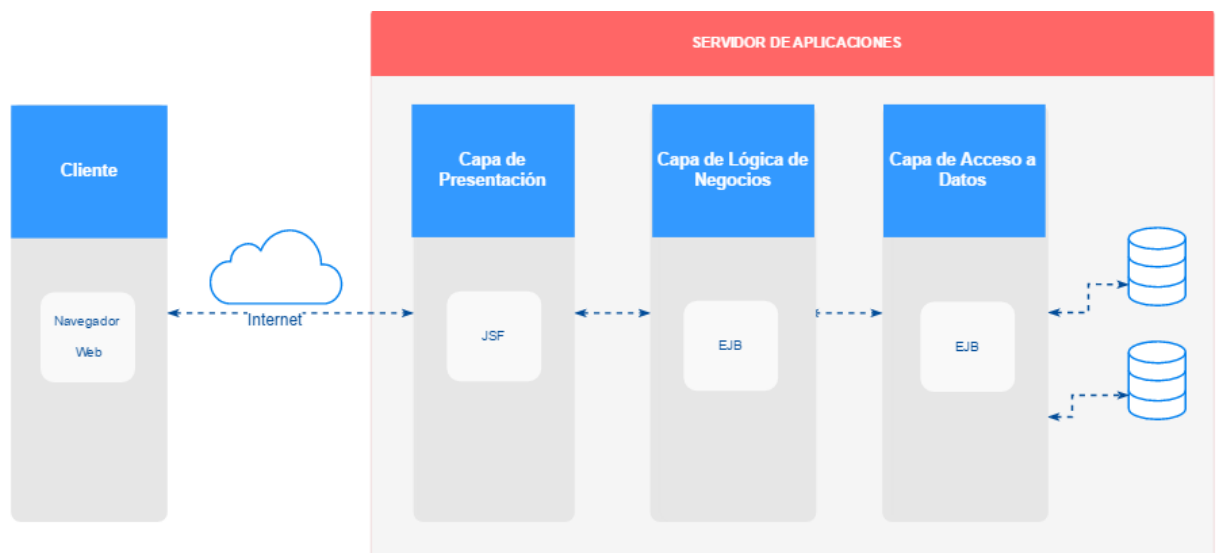 SERVIDOR DE APLICACIONES
Cliente
Capa de
Presentación
Capa de Lógica de
Negocios
Capa de Acceso a
Datos
Navegador
Web
Internet
JSF
EJB
EJB